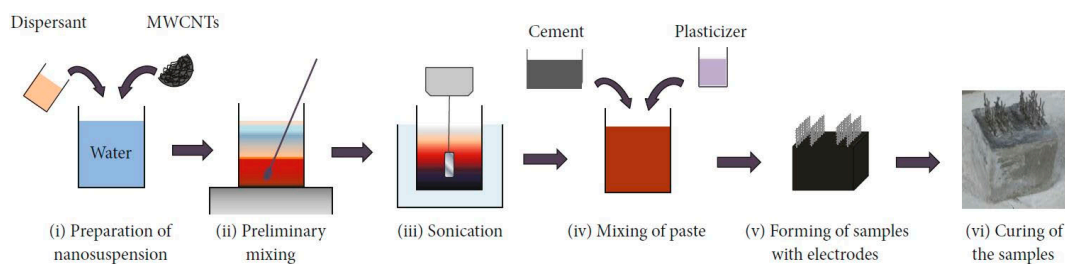 Dispersant
MWCNTs
Cement
Plasticizer
Water
(i) Preparation of
nanosuspension
(ii) Preliminary
mixing
(iii) Sonication
(iv) Mixing of paste
(v) Forming of samples
with electrodes
(vi) Curing of
the samples